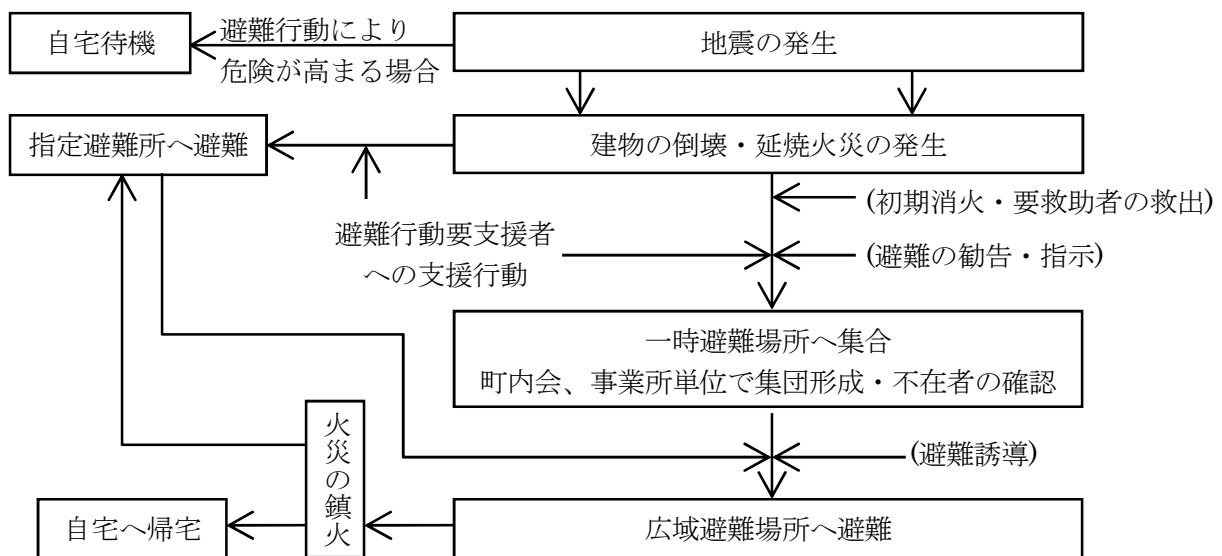 自宅待機
避難行動により
危険が高まる場合
地震の発生
指定避難所へ避難
建物の倒壊・延焼火災の発生
(初期消火・要救助者の救出)
避難行動要支援者
への支援行動
(避難の勧告・指示)
一時避難場所へ集合
町内会、事業所単位で集団形成・不在者の確認
火災の鎮火
(避難誘導)
自宅へ帰宅
広域避難場所へ避難